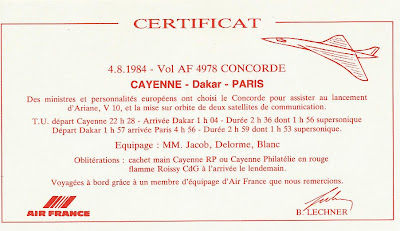 CERTIFICAT
4.8.1984 - Vol AF 4978 CONCORDE
CAYENNE - Dakar - PARIS
Des ministres et personnalités européens ont choisi le Concorde pour assister au lancement
d'Ariane, V 10, et la mise sur orbite de deux satellites de communication.
T.U. départ Cayenne 22 h 28 - Arrivée Dakar 1 h 04 - Durée 2 h 36 dont 1 h 56 supersonique
Départ Dakar 1 h 57 arrivée Paris 4 h 56 - Durée 2 h 59 dont 1 h 53 supersonique.
Equipage : MM. Jacob, Delorme, Blanc
Oblitérations : cachet main Cayenne RP ou Cayenne Philatélie en rouge
flamme Roissy CdG à l'arrivée le lendemain.
Voyagées à bord grâce à un membre d'équipage d'Air France que nous remercions.
AIR FRANCE
B. LECHNER